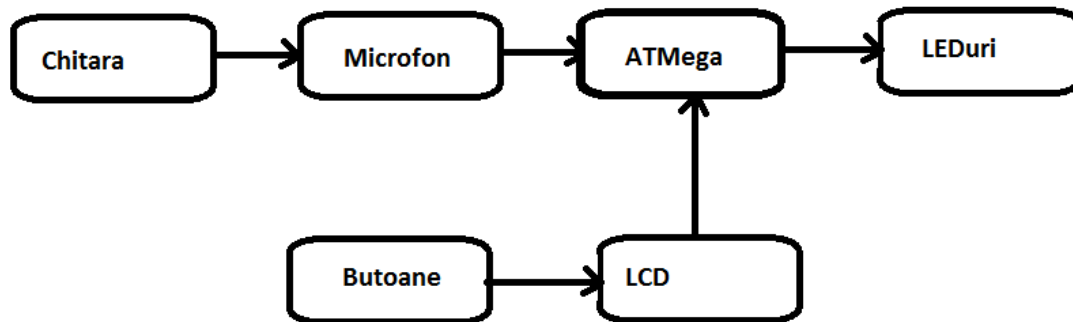 Chitara
Microfon
ATMega
LEDuri
Butoane
LCD